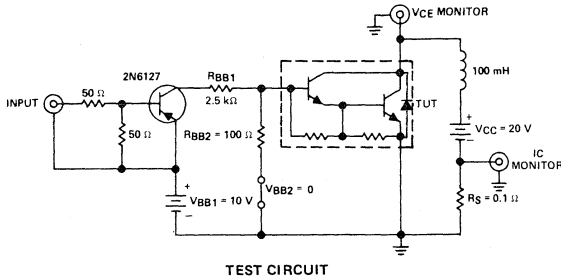 VCE MONITOR
2N6127
RBB1
2.5 kΩ
100 mH
50 Ω
INPUT
TUT
50 Ω
RBB2 = 100 Ω
VCC = 20 V
+
−
IC
MONITOR
VBB2 = 0
+
VBB1 = 10 V
−
RS = 0.1 Ω
TEST CIRCUIT